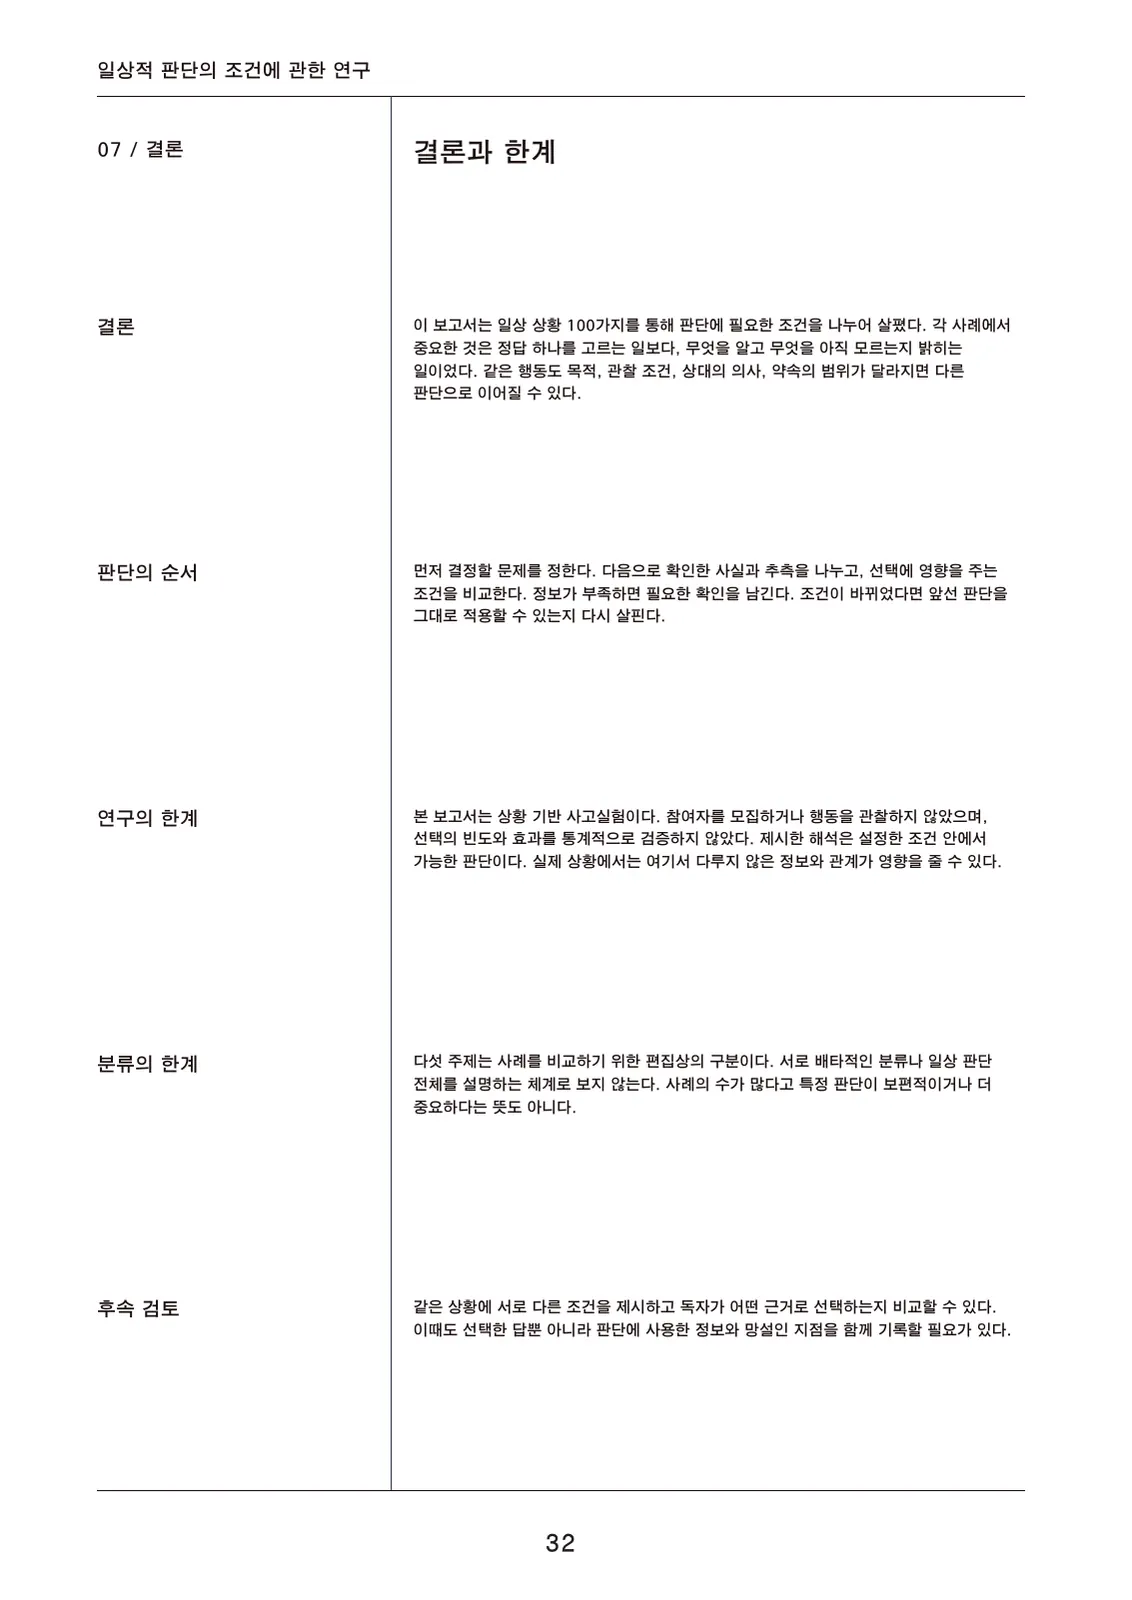 일상적 판단의 조건에 관한 연구
07 / 결론
결론과 한계
결론
이 보고서는 일상 상황 100가지를 통해 판단에 필요한 조건을 나누어 살폈다. 각 사례에서
중요한 것은 정답 하나를 고르는 일보다, 무엇을 알고 무엇을 아직 모르는지 밝히는
일이었다. 같은 행동도 목적, 관찰 조건, 상대의 의사, 약속의 범위가 달라지면 다른
판단으로 이어질 수 있다.
판단의 순서
먼저 결정할 문제를 정한다. 다음으로 확인한 사실과 추측을 나누고, 선택에 영향을 주는
조건을 비교한다. 정보가 부족하면 필요한 확인을 남긴다. 조건이 바뀌었다면 앞선 판단을
그대로 적용할 수 있는지 다시 살핀다.
연구의 한계
본 보고서는 상황 기반 사고실험이다. 참여자를 모집하거나 행동을 관찰하지 않았으며,
선택의 빈도와 효과를 통계적으로 검증하지 않았다. 제시한 해석은 설정한 조건 안에서
가능한 판단이다. 실제 상황에서는 여기서 다루지 않은 정보와 관계가 영향을 줄 수 있다.
분류의 한계
다섯 주제는 사례를 비교하기 위한 편집상의 구분이다. 서로 배타적인 분류나 일상 판단
전체를 설명하는 체계로 보지 않는다. 사례의 수가 많다고 특정 판단이 보편적이거나 더
중요하다는 뜻도 아니다.
후속 검토
같은 상황에 서로 다른 조건을 제시하고 독자가 어떤 근거로 선택하는지 비교할 수 있다.
이때도 선택한 답뿐 아니라 판단에 사용한 정보와 망설인 지점을 함께 기록할 필요가 있다.
32